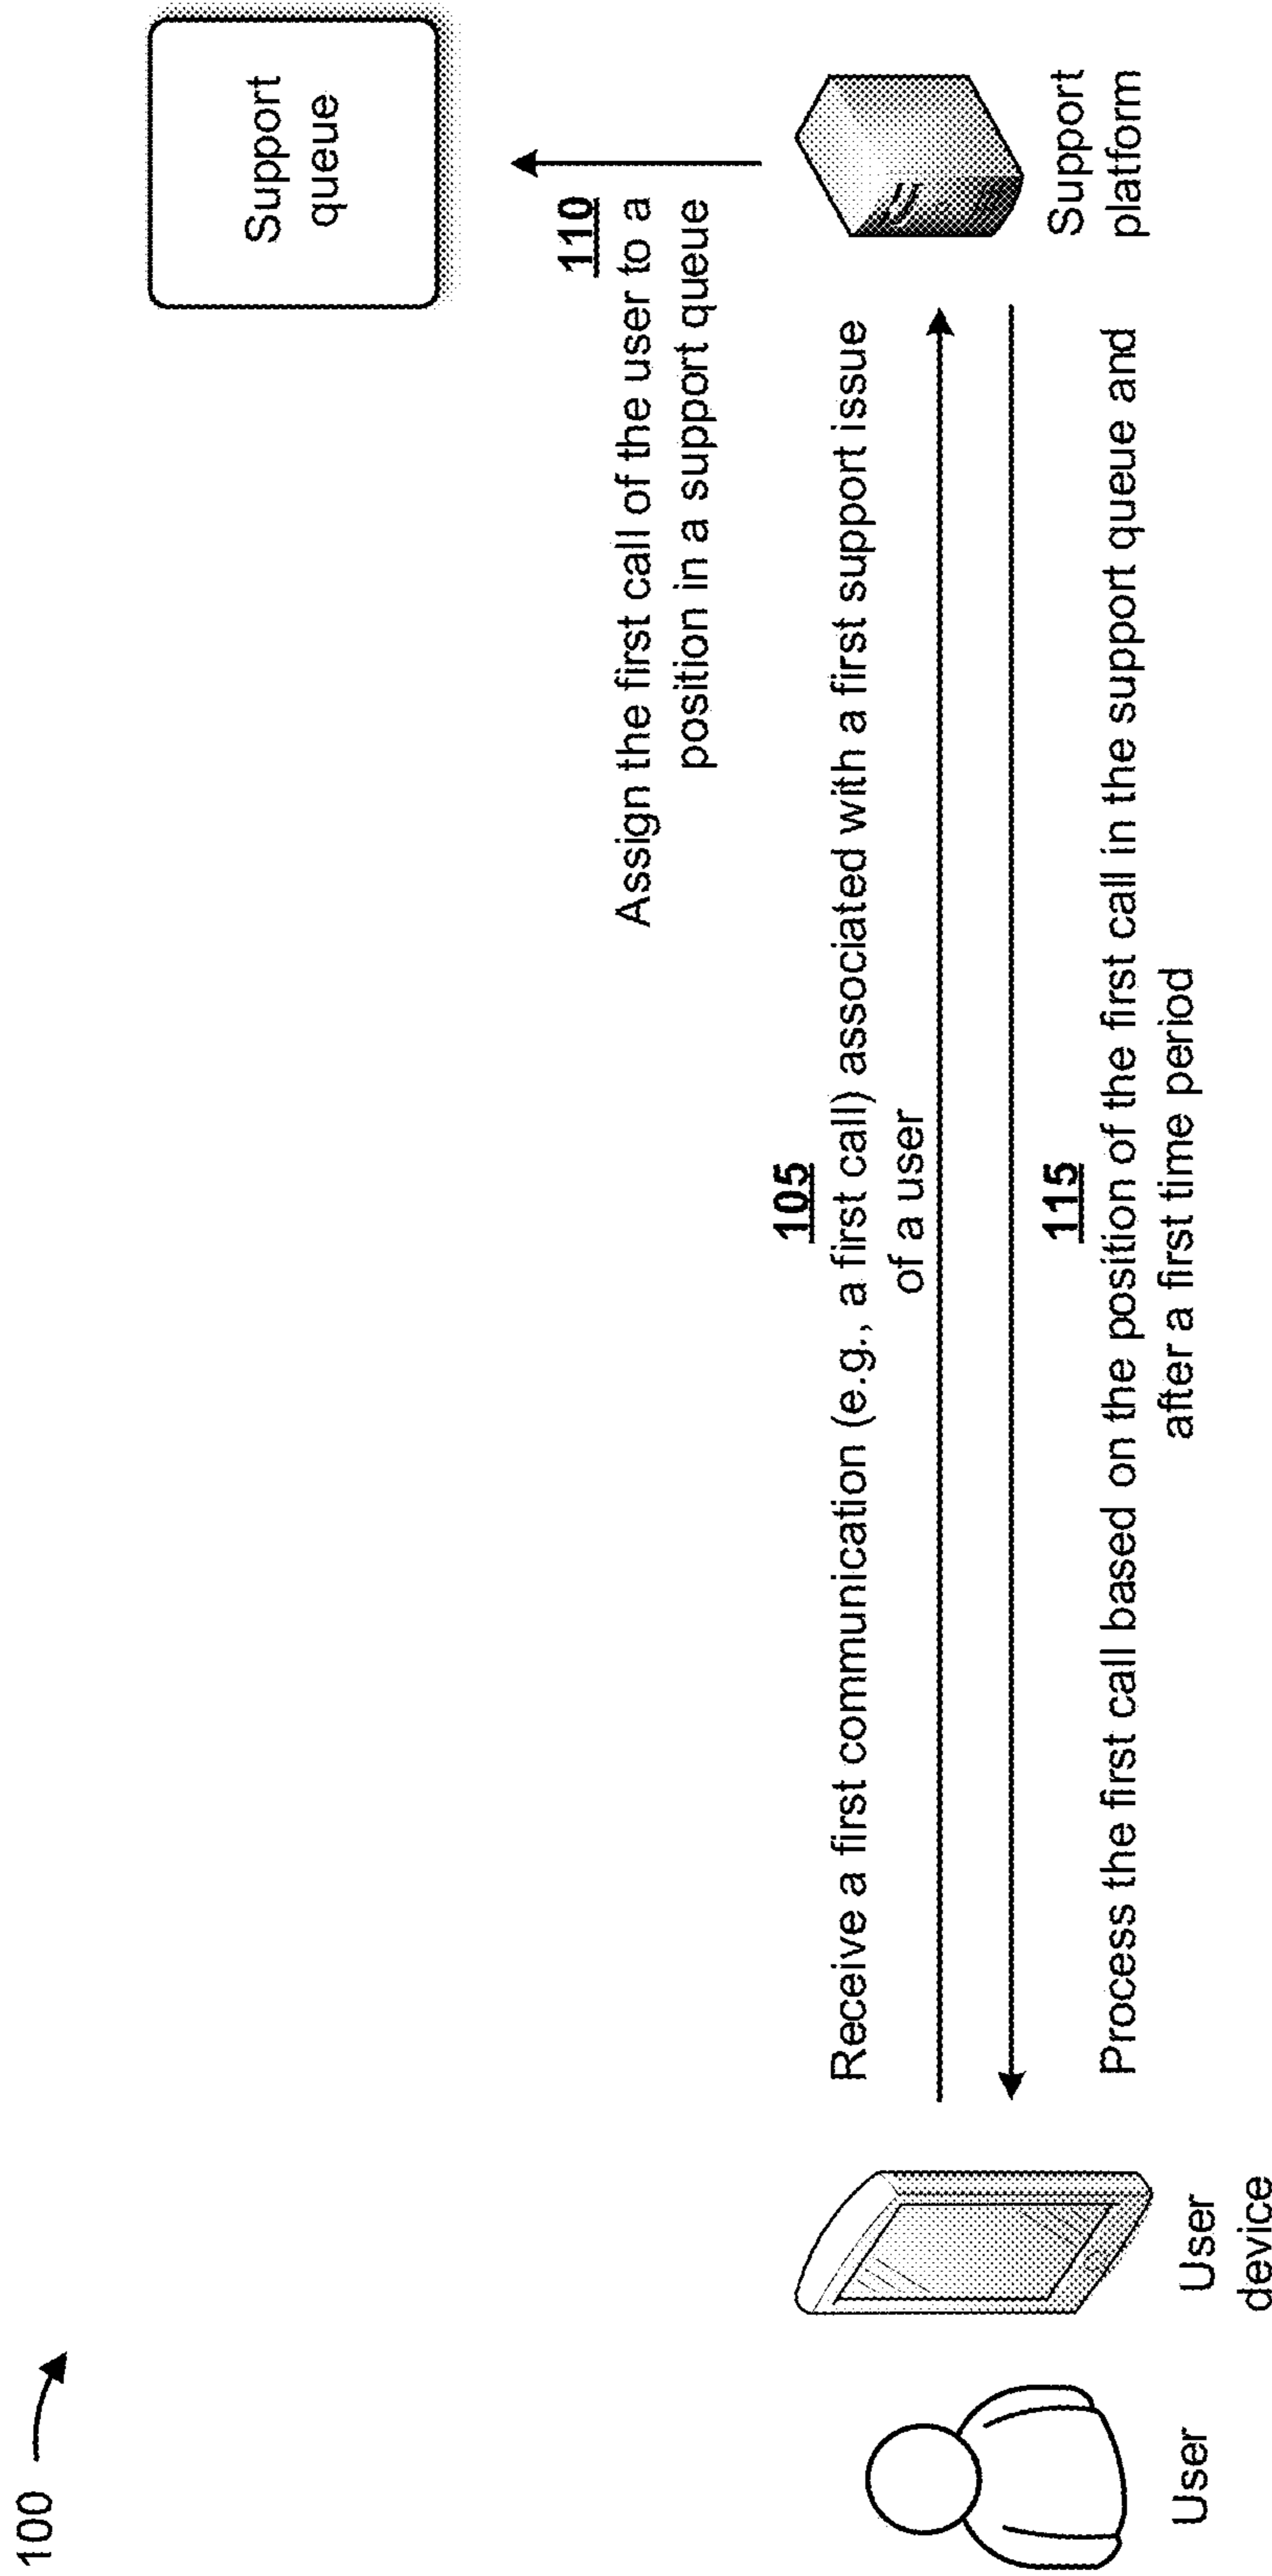 100
Support
queue
110
Assign the first call of the user to a
position in a support queue
105
Receive a first communication (e.g., a first call) associated with a first support issue
of a user
115
Process the first call based on the position of the first call in the support queue and
after a first time period
User
User
device
Support
platform